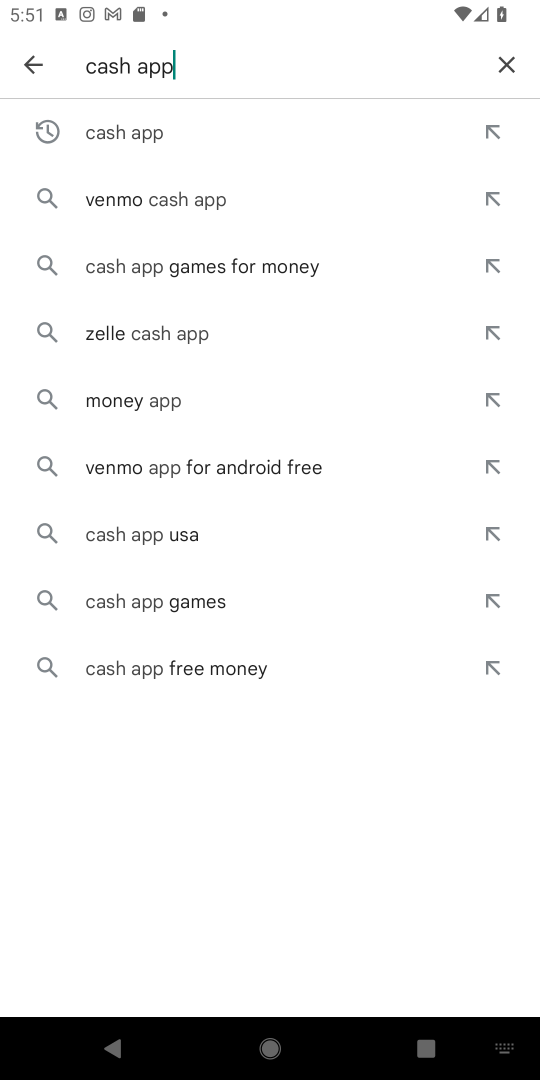 5:51
cash app
cash app
venmo cash app
cash app games for money
zelle cash app
money app
venmo app for android free
cash app usa
cash app games
cash app free money